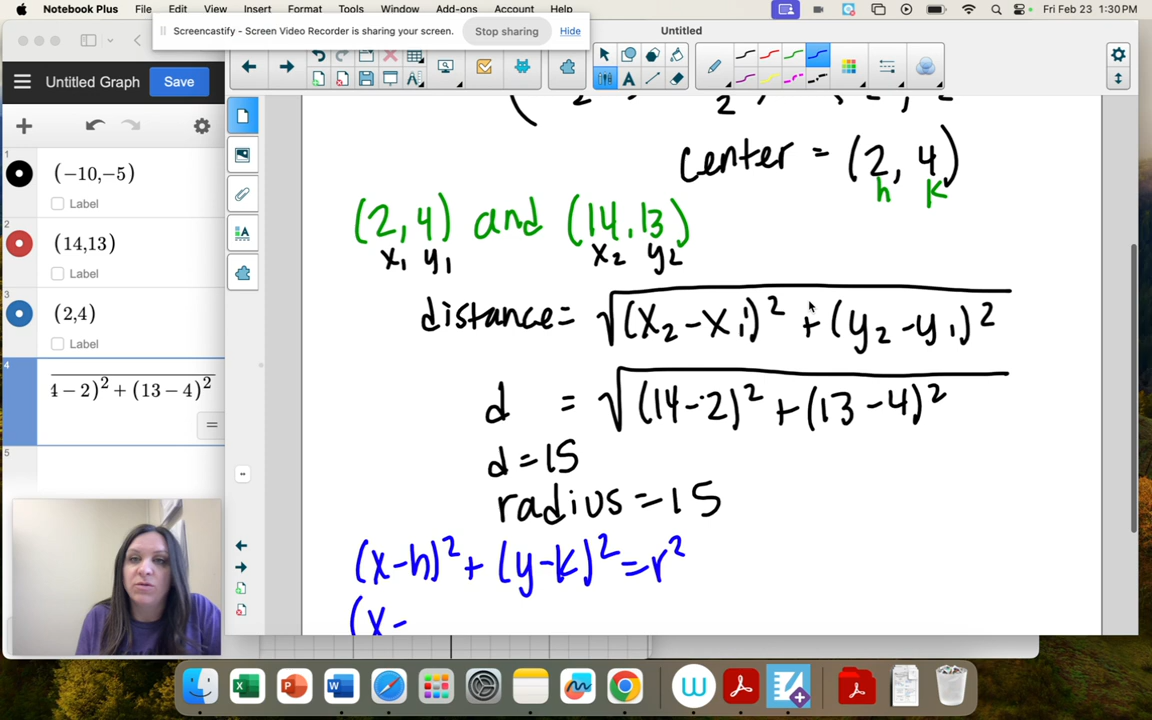 Notebook Plus File Edit View Insert Format Tools Window Add-ons Account Help Fri Feb 23 1:30PM
Screencastify - Screen Video Recorder is sharing your screen. Stop sharing Hide
Untitled
Untitled Graph Save
1
(−10,−5)
Label
2
(14,13)
Label
3
(2,4)
Label
4
4 − 2)² + (13 − 4)²
=
5
center = (2, 4)
h k
(2,4) and (14,13)
x₁ y₁ x₂ y₂
distance = √(x₂ − x₁)² + (y₂ − y₁)²
d = √(14 − 2)² + (13 − 4)²
d = 15
radius = 15
(x−h)² + (y−k)² = r²
(x−